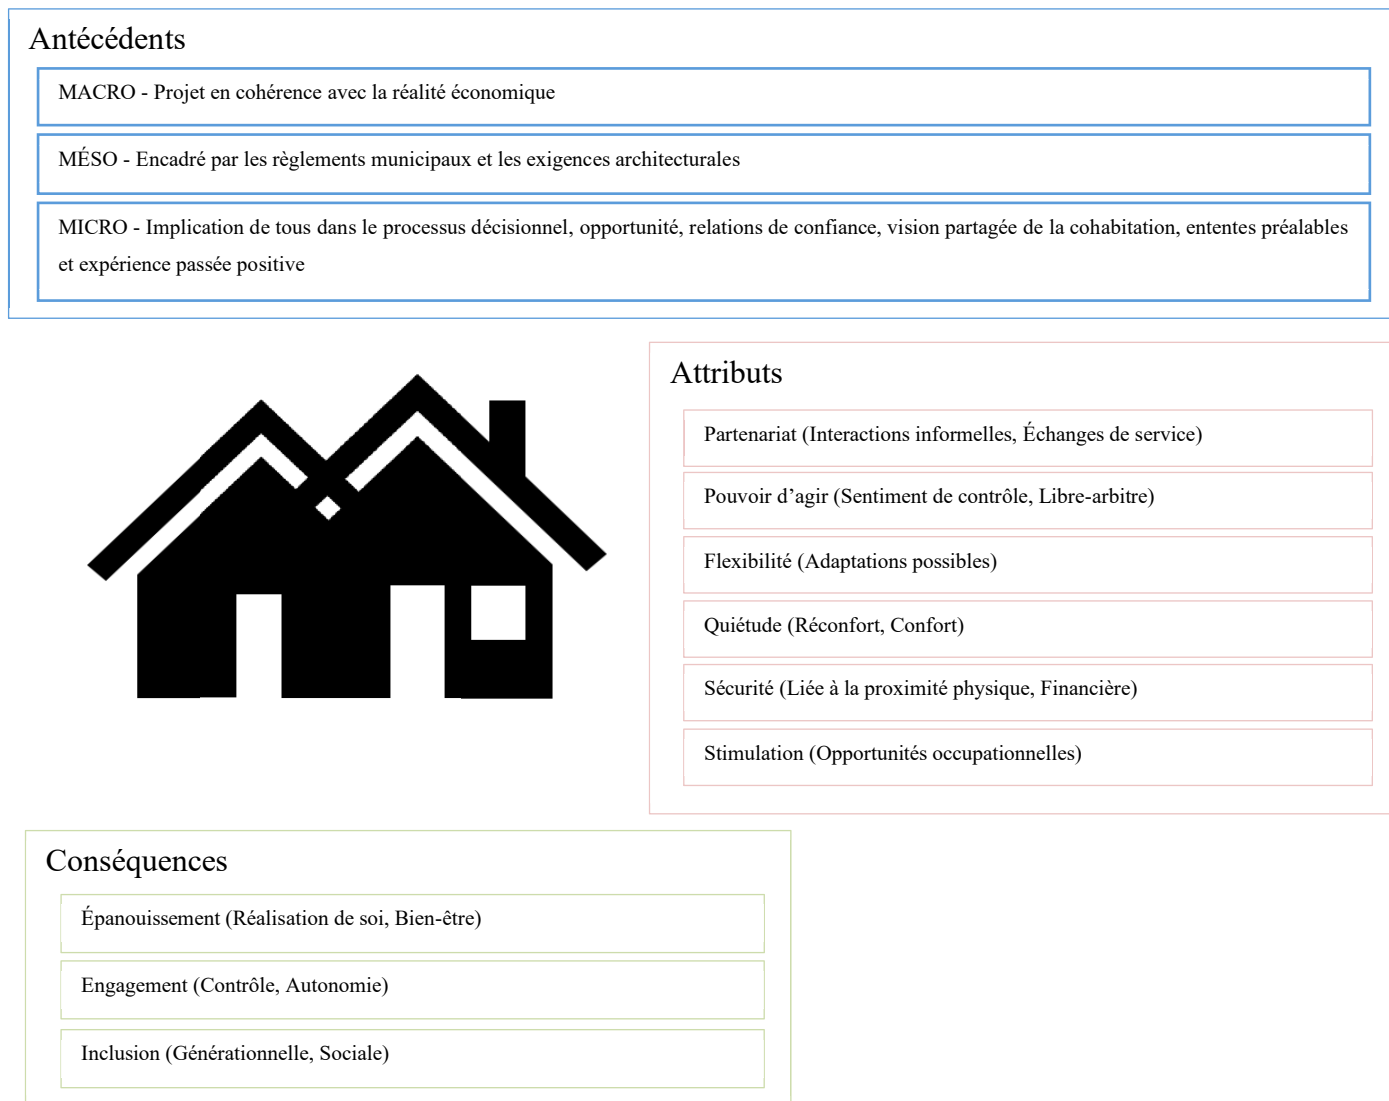 Antécédents
MACRO - Projet en cohérence avec la réalité économique
MÉSO - Encadré par les règlements municipaux et les exigences architecturales
MICRO - Implication de tous dans le processus décisionnel, opportunité, relations de confiance, vision partagée de la cohabitation, ententes préalables
et expérience passée positive
Attributs
Partenariat (Interactions informelles, Échanges de service)
Pouvoir d’agir (Sentiment de contrôle, Libre-arbitre)
Flexibilité (Adaptations possibles)
Quiétude (Réconfort, Confort)
Sécurité (Liée à la proximité physique, Financière)
Stimulation (Opportunités occupationnelles)
Conséquences
Épanouissement (Réalisation de soi, Bien-être)
Engagement (Contrôle, Autonomie)
Inclusion (Générationnelle, Sociale)